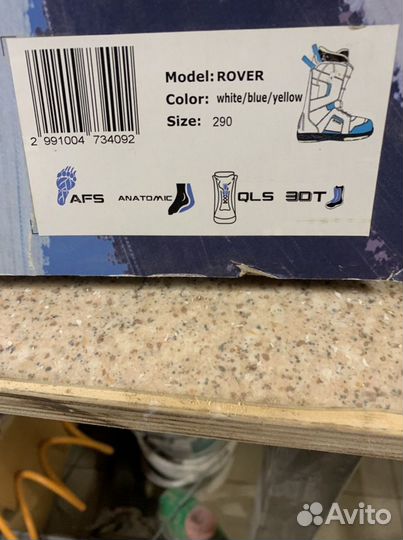 Model: ROVER
Color: white/blue/yellow
Size: 290
2 991004 734092
AFS
ANATOMIC
QLS
3DT
Avito